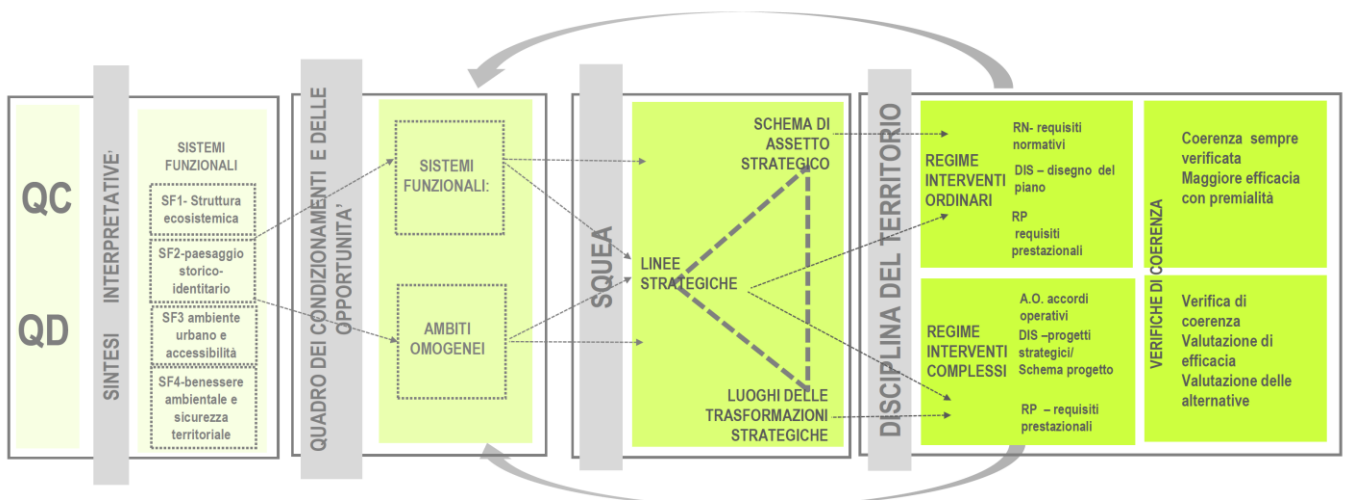 QC
QD
SINTESI INTERPRETATIVE'
SISTEMI
FUNZIONALI
SF1- Struttura
ecosistemica
SF2-paesaggio
storico-
identitario
SF3 ambiente
urbano e
accessibilità
SF4-benessere
ambientale e
sicurezza
territoriale
QUADRO DEI CONDIZIONAMENTI E DELLE
OPPORTUNITA'
SISTEMI
FUNZIONALI:
AMBITI
OMOGENEI
SQUEA
SCHEMA DI
ASSETTO
STRATEGICO
LINEE
STRATEGICHE
LUOGHI DELLE
TRASFORMAZIONI
STRATEGICHE
DISCIPLINA DEL TERRITORIO
REGIME
INTERVENTI
ORDINARI
RN- requisiti
normativi
DIS – disegno del
piano
RP
requisiti
prestazionali
REGIME
INTERVENTI
COMPLESSI
A.O. accordi
operativi
DIS –progetti
strategici/
Schema progetto
RP – requisiti
prestazionali
VERIFICHE DI COERENZA
Coerenza sempre
verificata
Maggiore efficacia
con premialità
Verifica di
coerenza
Valutazione di
efficacia
Valutazione delle
alternative